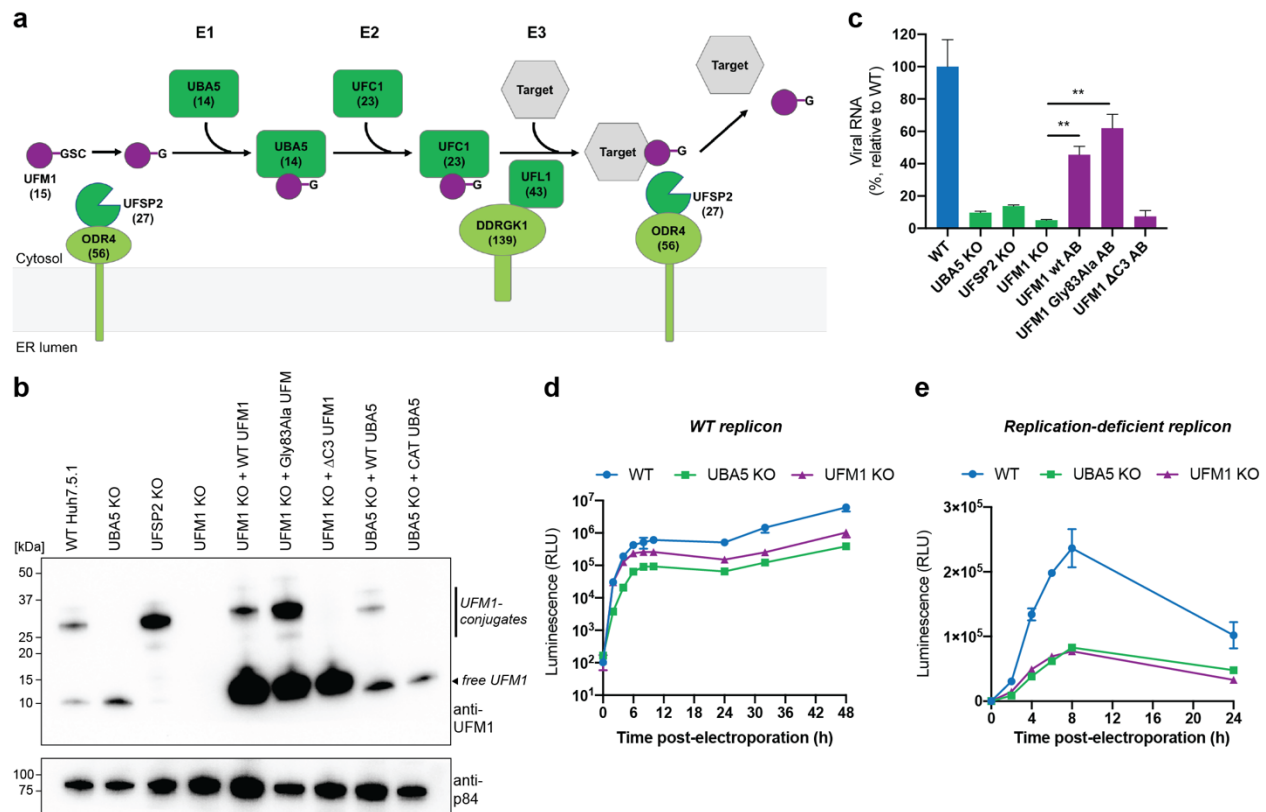 a
E1
E2
E3
UBA5
(14)
UFC1
(23)
Target
Target
GSC
G
UFM1
(15)
UFSP2
(27)
ODR4
(56)
UBA5
(14)
G
UFC1
(23)
G
UFL1
(43)
DDRGK1
(139)
Target
G
UFSP2
(27)
ODR4
(56)
G
Cytosol
ER lumen
b
WT Huh7.5.1
UBA5 KO
UFSP2 KO
UFM1 KO
UFM1 KO + WT UFM1
UFM1 KO + Gly83Ala UFM
UFM1 KO + ΔC3 UFM1
UBA5 KO + WT UBA5
UBA5 KO + CAT UBA5
[kDa]
50
37
25
20
15
10
UFM1-
conjugates
free UFM1
anti-
UFM1
100
75
anti-
p84
c
Viral RNA
(%, relative to WT)
120
100
80
60
40
20
0
**
**
WT
UBA5 KO
UFSP2 KO
UFM1 KO
UFM1 wt AB
UFM1 Gly83Ala AB
UFM1 ΔC3 AB
d
WT replicon
WT UBA5 KO UFM1 KO
Luminescence (RLU)
10⁷
10⁶
10⁵
10⁴
10³
10²
10¹
0 6 12 18 24 30 36 42 48
Time post-electroporation (h)
e
Replication-deficient replicon
WT UBA5 KO UFM1 KO
Luminescence (RLU)
3×10⁵
2×10⁵
1×10⁵
0
0 4 8 12 16 20 24
Time post-electroporation (h)